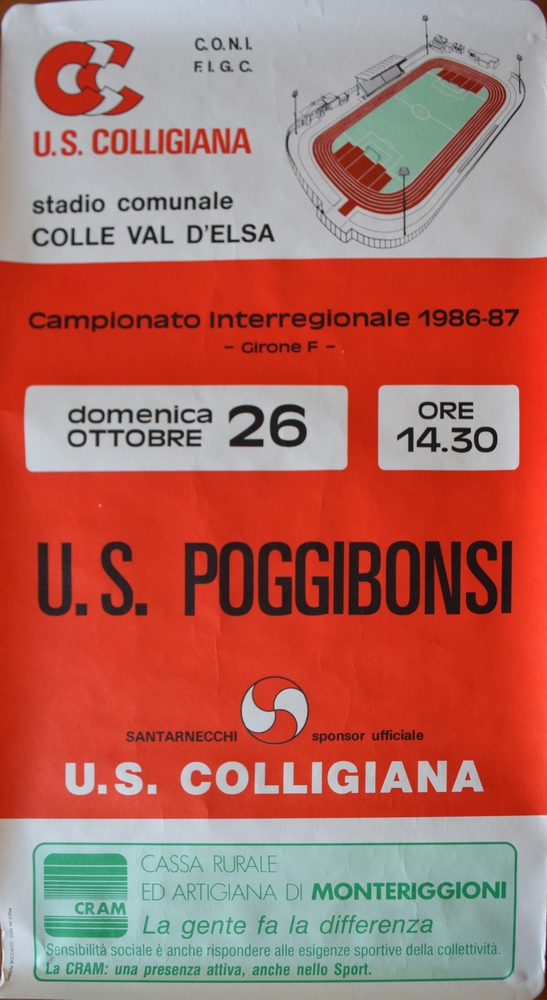 C.O.N.I.
F.I.G.C.
U.S. COLLIGIANA
stadio comunale
COLLE VAL D'ELSA
Campionato Interregionale 1986-87
- Girone F -
domenica
OTTOBRE 26
ORE
14.30
U.S. POGGIBONSI
SANTARNECCHI sponsor ufficiale
U.S. COLLIGIANA
CRAM
CASSA RURALE
ED ARTIGIANA DI MONTERIGGIONI
La gente fa la differenza
Sensibilità sociale è anche rispondere alle esigenze sportive della collettività.
La CRAM: una presenza attiva, anche nello Sport.